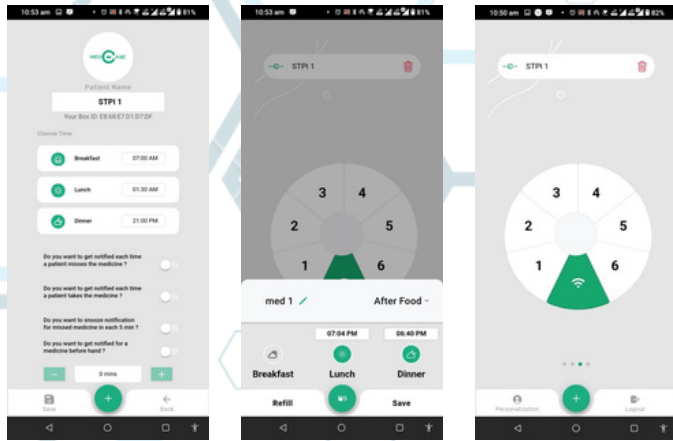 10:53 am
81%
MED CASE
Patient Name
STPI 1
Your Box ID: E8:68:E7:D1:D7:DF
Choose Time
Breakfast
07:00 AM
Lunch
01:30 AM
Dinner
21:00 PM
Do you want to get notified each time
a patient misses the medicine ?
Do you want to get notified each time
a patient takes the medicine ?
Do you want to snooze notification
for missed medicine in each 5 min ?
Do you want to get notified for a
medicine before hand ?
−
0 mins
+
Save
+
Back
10:53 am
81%
STPI 1
3
4
2
5
1
6
med 1
After Food
07:04 PM
06:40 PM
Breakfast
Lunch
Dinner
Refill
Save
10:50 am
82%
STPI 1
3
4
2
5
1
6
Personalization
+
Logout